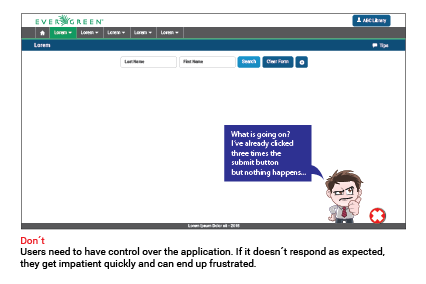 EVERGREEN
ABC Library
Lorem Lorem Lorem Lorem Lorem
Lorem Tips
Last Name First Name Search Clear Form
What is going on?
I've already clicked
three times the
submit button
but nothing happens...
Lorem Ipsum Dolor sit - 2018
Don´t
Users need to have control over the application. If it doesn´t respond as expected,
they get impatient quickly and can end up frustrated.